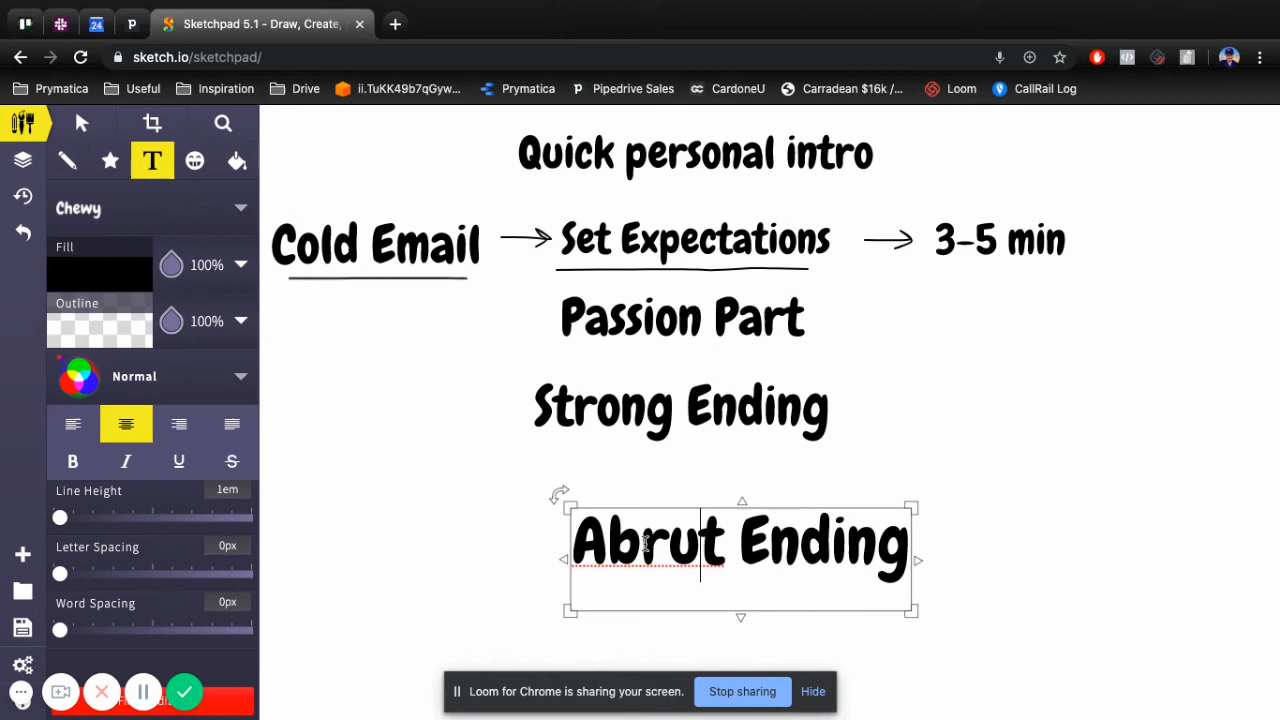 Sketchpad 5.1 - Draw, Create,
24
sketch.io/sketchpad/
Prymatica
Useful
Inspiration
Drive
ii.TuKK49b7qGyw...
Prymatica
Pipedrive Sales
CardoneU
Carradean $16k /...
Loom
CallRail Log
Quick personal intro
T
Chewy
Cold Email
Set Expectations
3-5 min
Fill
100%
Outline
100%
Passion Part
Normal
Strong Ending
B I U S
Line Height
1em
Abrut Ending
Letter Spacing
0px
Word Spacing
0px
Loom for Chrome is sharing your screen.
Stop sharing
Hide